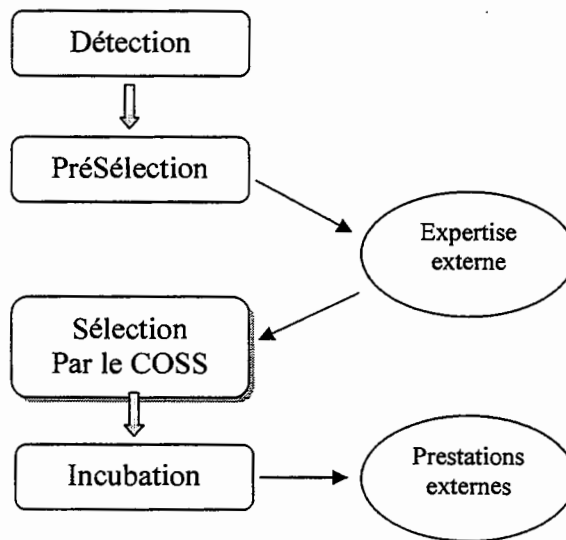 Détection
PréSélection
Expertise
externe
Sélection
Par le COSS
Incubation
Prestations
externes